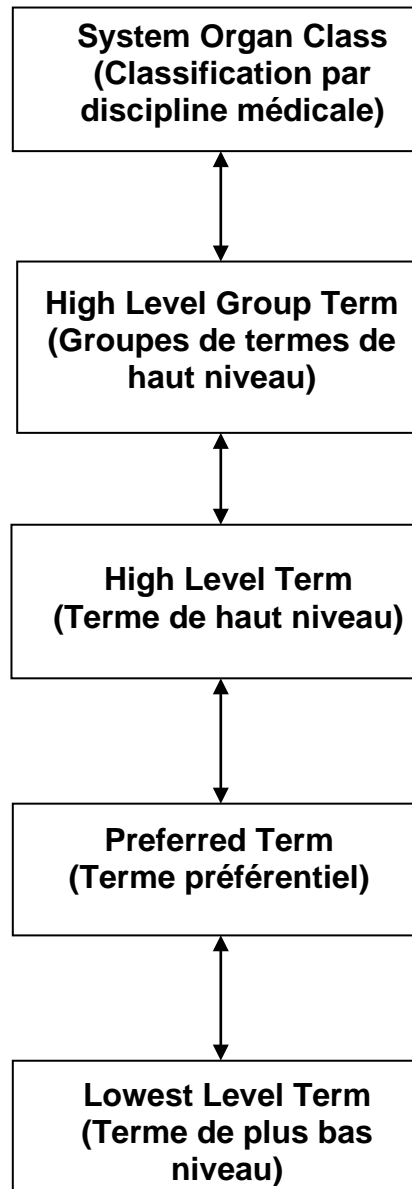 System Organ Class
(Classification par
discipline médicale)
High Level Group Term
(Groupes de termes de
haut niveau)
High Level Term
(Terme de haut niveau)
Preferred Term
(Terme préférentiel)
Lowest Level Term
(Terme de plus bas
niveau)